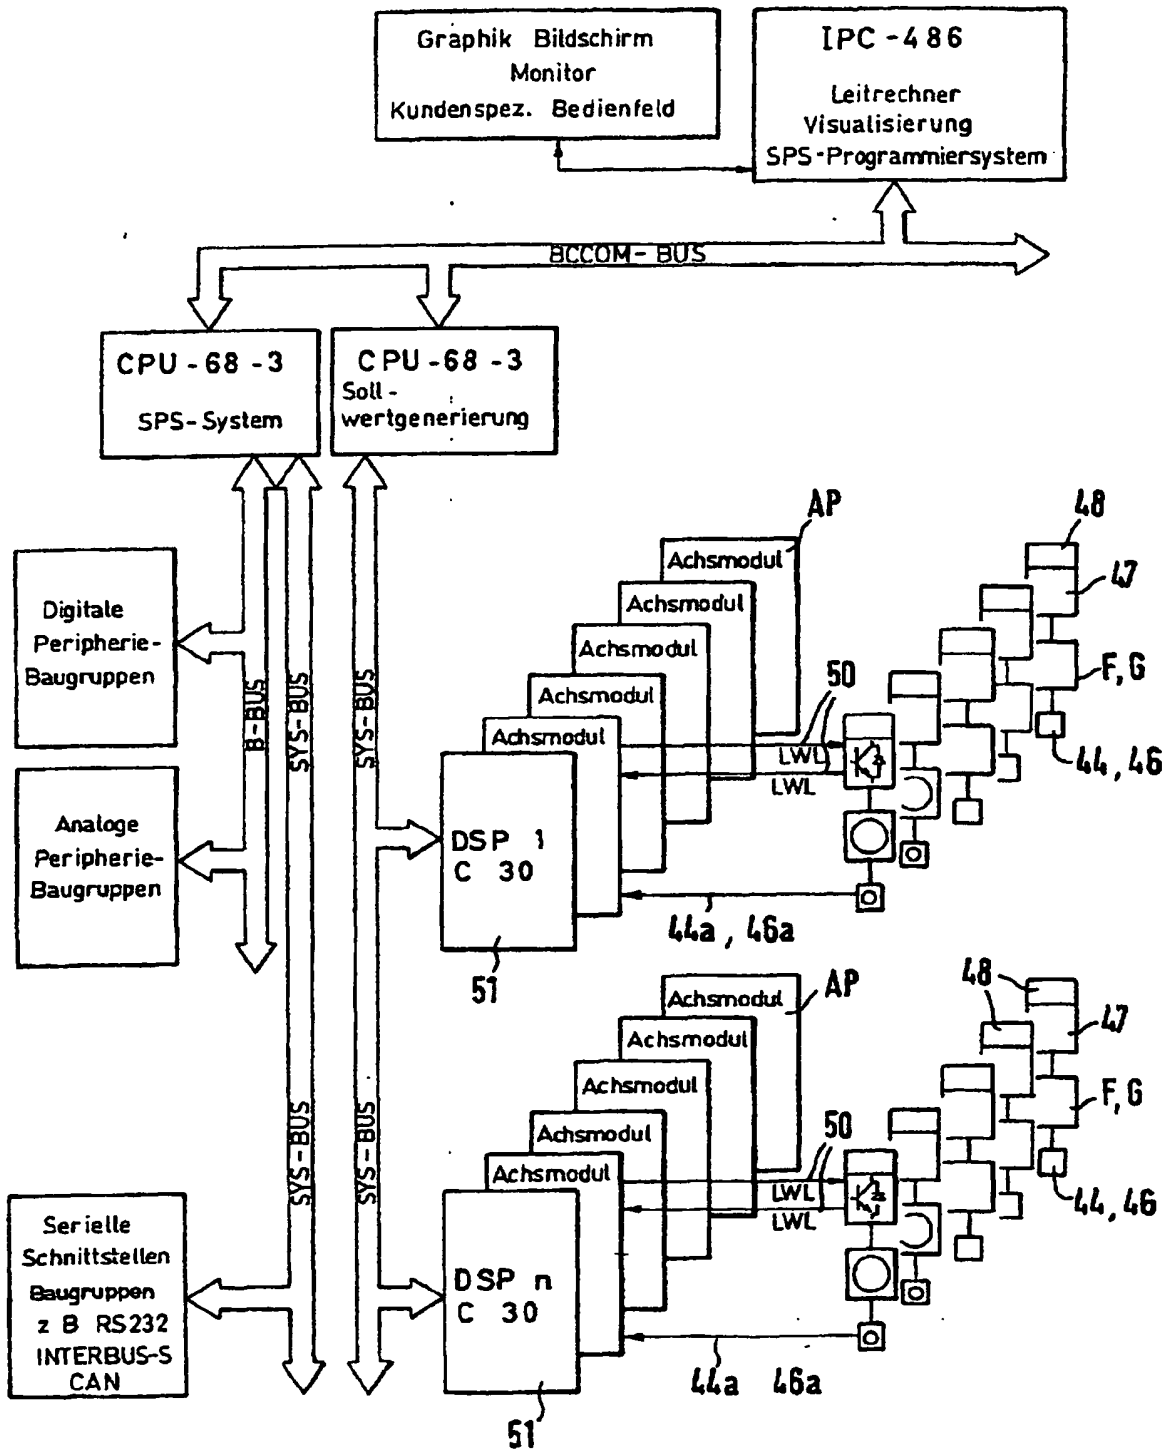 Graphik Bildschirm
Monitor
Kundenspez. Bedienfeld
IPC-486
Leitrechner
Visualisierung
SPS-Programmiersystem
BCCOM-BUS
CPU-68-3
SPS-System
CPU-68-3
Soll-
wertgenerierung
Digitale
Peripherie-
Baugruppen
Analoge
Peripherie-
Baugruppen
B-BUS
SYS-BUS
SYS-BUS
AP
Achsmodul
Achsmodul
Achsmodul
Achsmodul
Achsmodul
DSP 1
C 30
51
50
LWL
LWL
44a, 46a
48
47
F,G
44,46
AP
Achsmodul
Achsmodul
Achsmodul
Achsmodul
Achsmodul
DSP n
C 30
51
50
LWL
LWL
44a 46a
48
47
F,G
44,46
SYS-BUS
SYS-BUS
Serielle
Schnittstellen
Baugruppen
z B RS232
INTERBUS-S
CAN